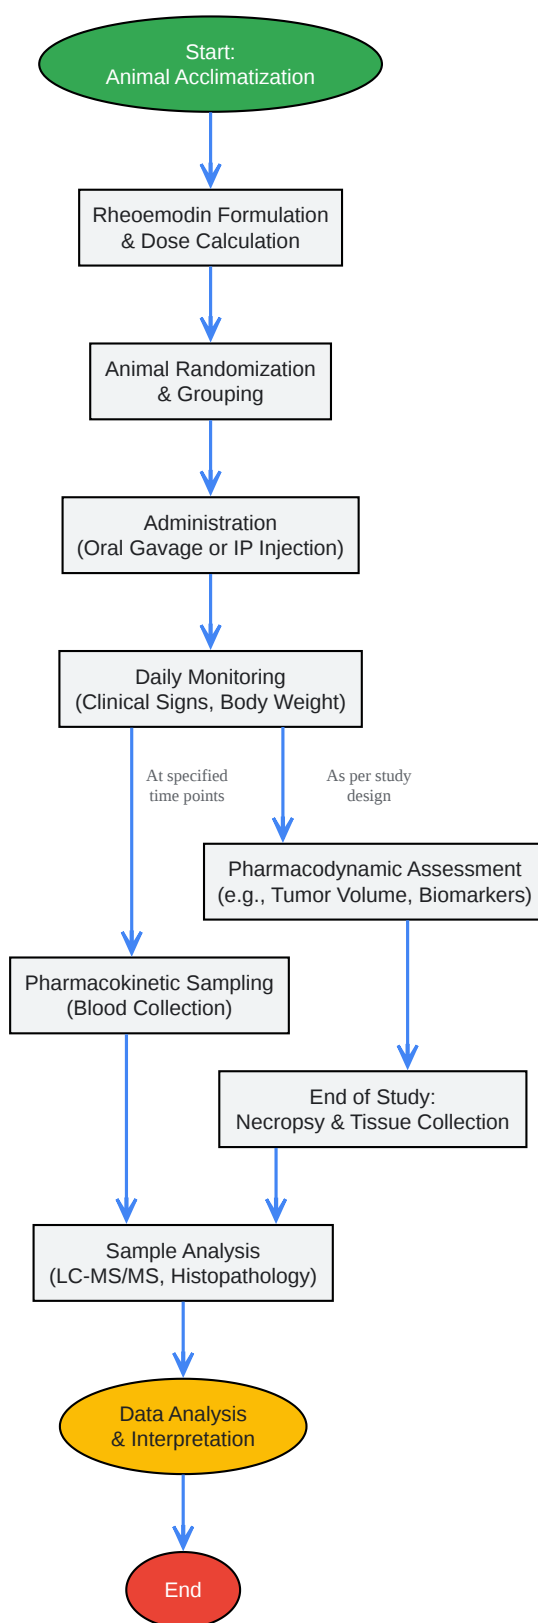 Start:
Animal Acclimatization
Rheoemodin Formulation
& Dose Calculation
Animal Randomization
& Grouping
Administration
(Oral Gavage or IP Injection)
Daily Monitoring
(Clinical Signs, Body Weight)
At specified
time points
As per study
design
Pharmacodynamic Assessment
(e.g., Tumor Volume, Biomarkers)
Pharmacokinetic Sampling
(Blood Collection)
End of Study:
Necropsy & Tissue Collection
Sample Analysis
(LC-MS/MS, Histopathology)
Data Analysis
& Interpretation
End